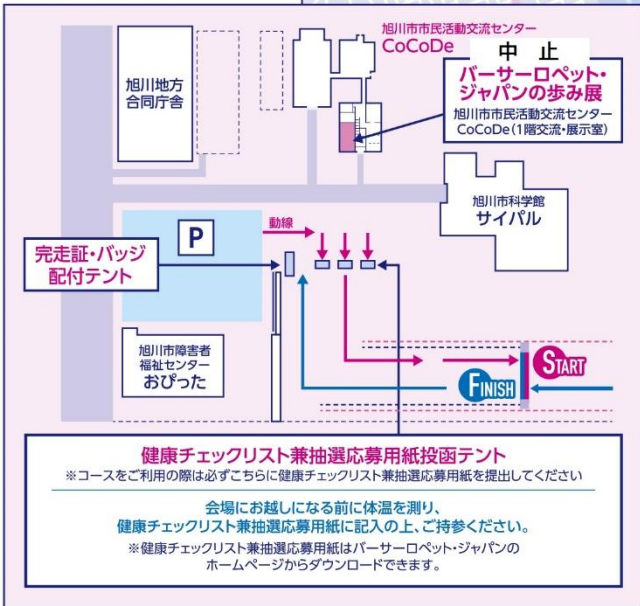 旭川市市民活動交流センター
CoCoDe
中 止
バーサーロペット・
ジャパンの歩み展
旭川市市民活動交流センター
CoCoDe(1階交流・展示室)
旭川地方
合同庁舎
旭川市科学館
サイパル
P
動線
完走証・バッジ
配付テント
旭川市障害者
福祉センター
おぴった
START
FINISH
健康チェックリスト兼抽選応募用紙投函テント
※コースをご利用の際は必ずこちらに健康チェックリスト兼抽選応募用紙を提出してください
会場にお越しになる前に体温を測り、
健康チェックリスト兼抽選応募用紙に記入の上、ご持参ください。
※健康チェックリスト兼抽選応募用紙はバーサーロペット・ジャパンの
ホームページからダウンロードできます。